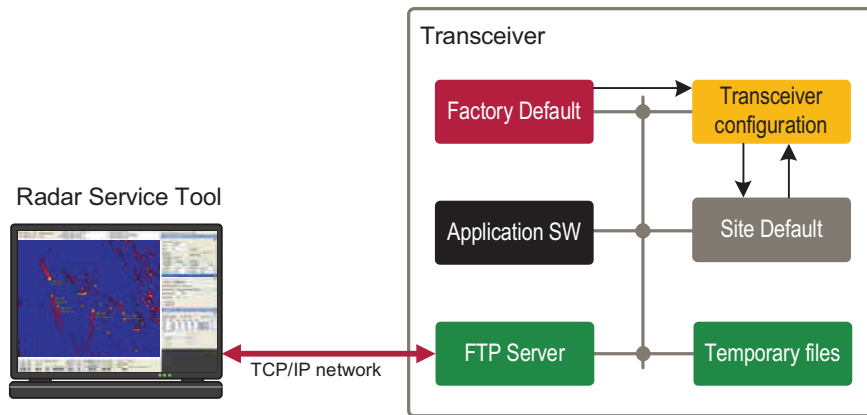 Transceiver
Factory Default
Transceiver
configuration
Radar Service Tool
Application SW
Site Default
TCP/IP network
FTP Server
Temporary files